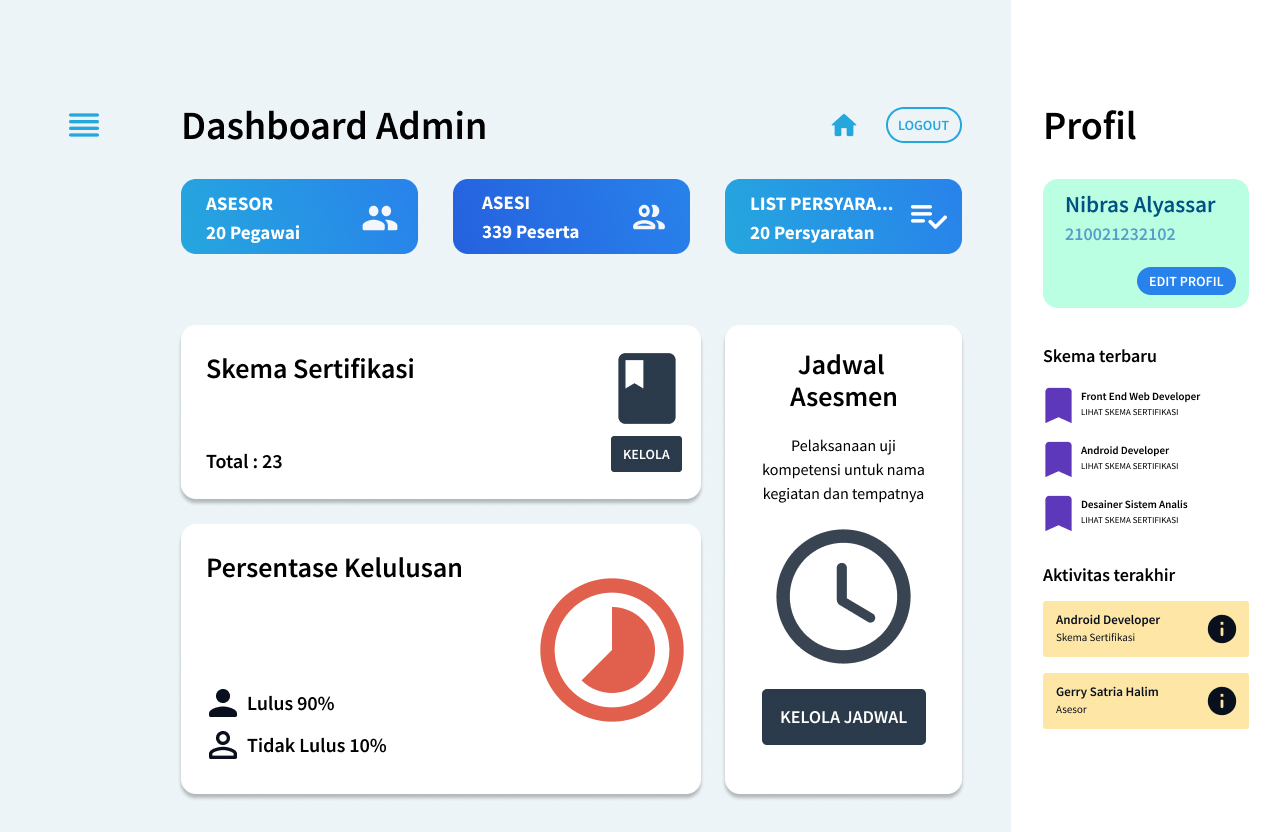 Dashboard Admin
LOGOUT
ASESOR
20 Pegawai
ASESI
339 Peserta
LIST PERSYARA...
20 Persyaratan
Skema Sertifikasi
Total : 23
KELOLA
Persentase Kelulusan
Lulus 90%
Tidak Lulus 10%
Jadwal
Asesmen
Pelaksanaan uji
kompetensi untuk nama
kegiatan dan tempatnya
KELOLA JADWAL
Profil
Nibras Alyassar
210021232102
EDIT PROFIL
Skema terbaru
Front End Web Developer
LIHAT SKEMA SERTIFIKASI
Android Developer
LIHAT SKEMA SERTIFIKASI
Desainer Sistem Analis
LIHAT SKEMA SERTIFIKASI
Aktivitas terakhir
Android Developer
Skema Sertifikasi
Gerry Satria Halim
Asesor